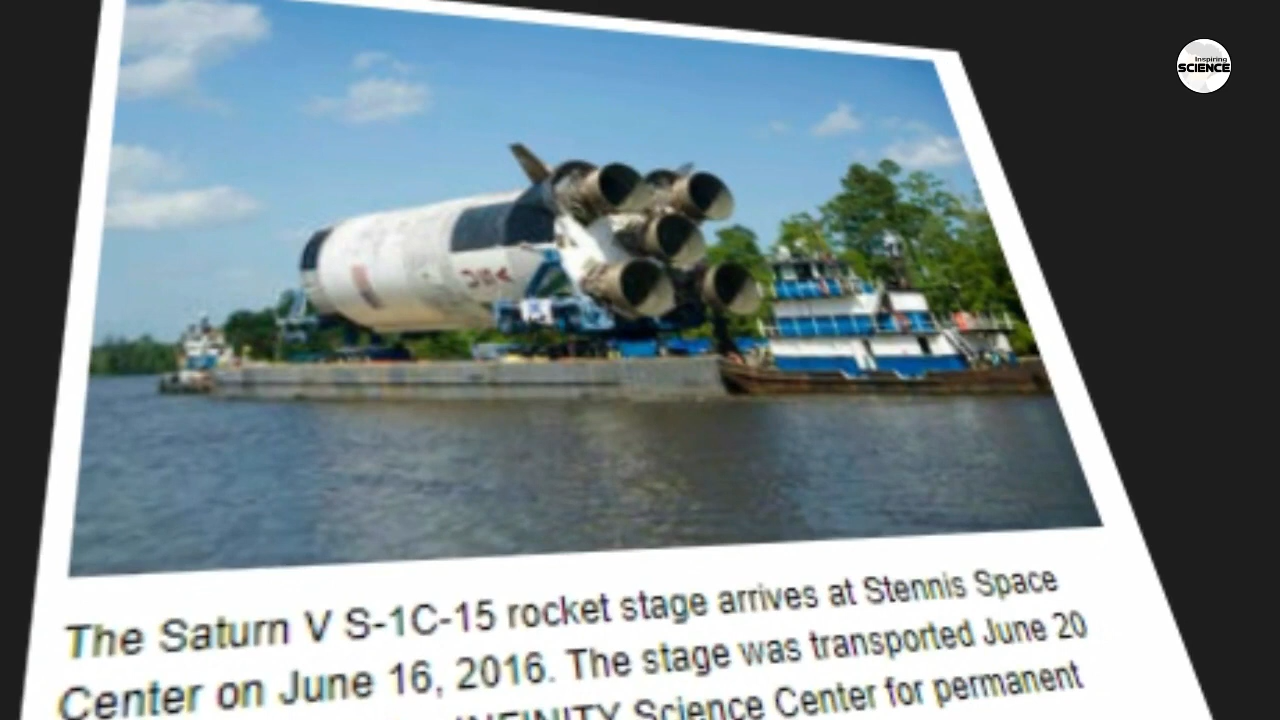 Inspiring
SCIENCE
The Saturn V S-1C-15 rocket stage arrives at Stennis Space
Center on June 16, 2016. The stage was transported June 20
INFINITY Science Center for permanent